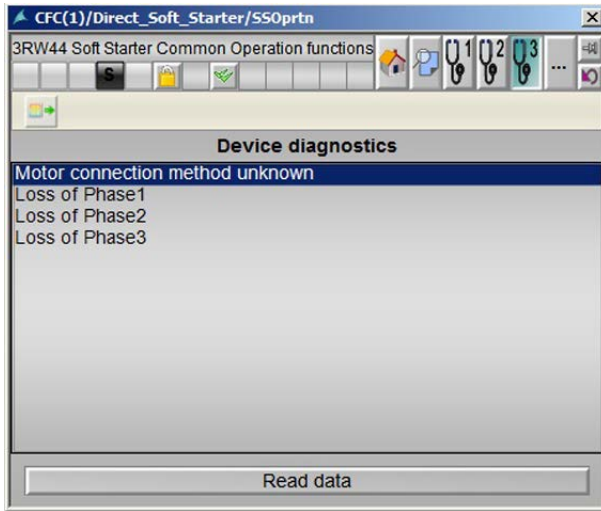 CFC(1)/Direct_Soft_Starter/SSOprtn
3RW44 Soft Starter Common Operation functions
S
1
2
3
...
Device diagnostics
Motor connection method unknown
Loss of Phase1
Loss of Phase2
Loss of Phase3
Read data